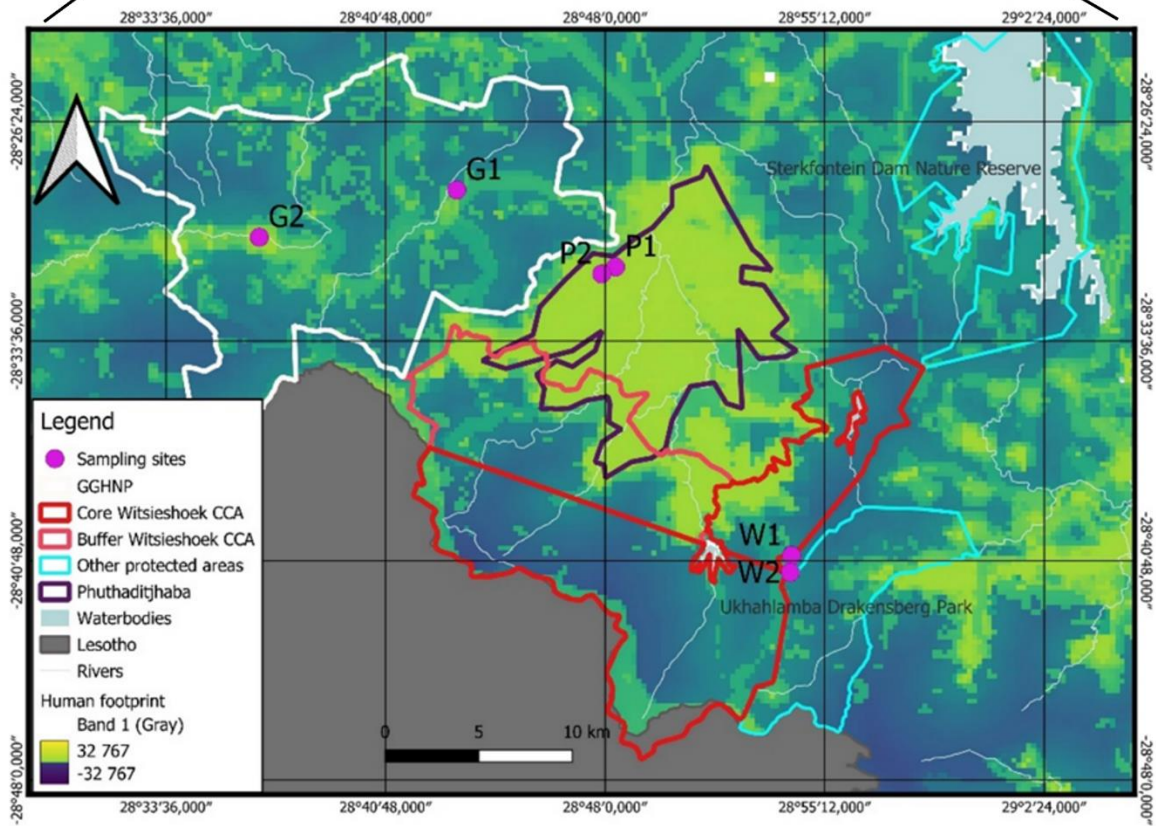 28°33'36,000" 28°40'48,000" 28°48'0,000" 28°55'12,000" 29°2'24,000"
-28°26'24,000" -28°26'24,000"
Sterkfontein Dam Nature Reserve
G1
G2
P2 P1
-28°33'36,000" -28°33'36,000"
Legend
Sampling sites
GGHNP
Core Witsieshoek CCA
Buffer Witsieshoek CCA
Other protected areas
Phuthaditjhaba
Waterbodies
Lesotho
Rivers
Human footprint
Band 1 (Gray)
32 767
-32 767
W1
W2
-28°40'48,000" -28°40'48,000"
Ukhahlamba Drakensberg Park
0 5 10 km
-28°48'0,000" -28°48'0,000"
28°33'36,000" 28°40'48,000" 28°48'0,000" 28°55'12,000" 29°2'24,000"